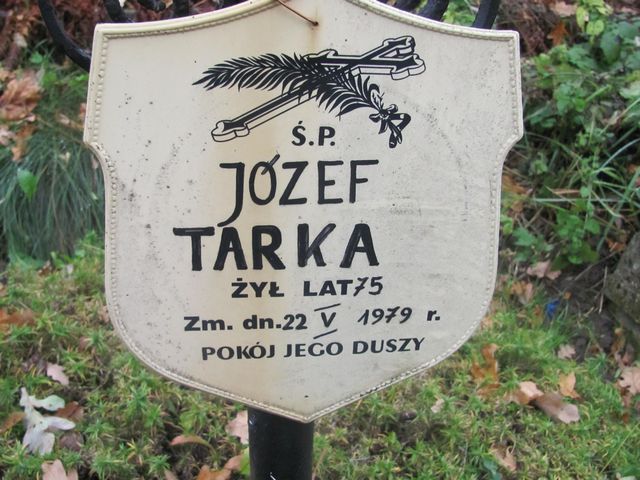 Ś.P.
JÓZEF
TARKA
ŻYŁ LAT 75
Zm. dn. 22 V 1979 r.
POKÓJ JEGO DUSZY